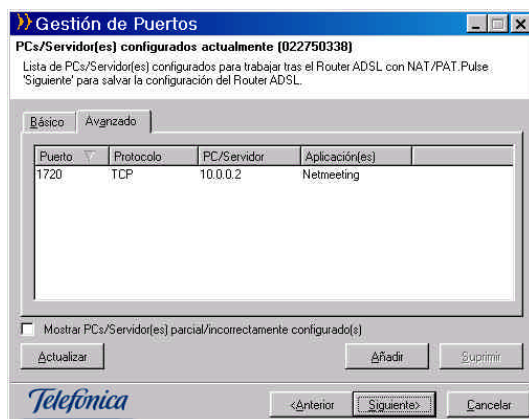 Gestión de Puertos
PCs/Servidor(es) configurados actualmente (022750338)
Lista de PCs/Servidor(es) configurados para trabajar tras el Router ADSL con NAT/PAT.Pulse
'Siguiente' para salvar la configuración del Router ADSL.
Básico Avanzado
Puerto Protocolo PC/Servidor Aplicación(es)
1720 TCP 10.0.0.2 Netmeeting
Mostrar PCs/Servidor(es) parcial/incorrectamente configurado(s)
Actualizar Añadir Suprimir
Telefónica <Anterior Siguiente> Cancelar